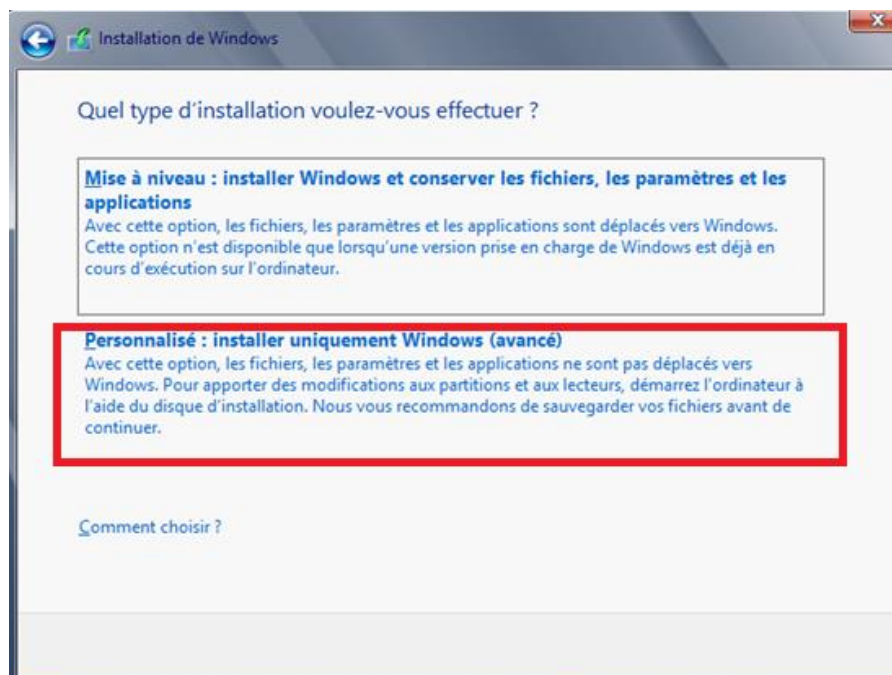 Installation de Windows
Quel type d'installation voulez-vous effectuer ?
Mise à niveau : installer Windows et conserver les fichiers, les paramètres et les
applications
Avec cette option, les fichiers, les paramètres et les applications sont déplacés vers Windows.
Cette option n'est disponible que lorsqu'une version prise en charge de Windows est déjà en
cours d'exécution sur l'ordinateur.
Personnalisé : installer uniquement Windows (avancé)
Avec cette option, les fichiers, les paramètres et les applications ne sont pas déplacés vers
Windows. Pour apporter des modifications aux partitions et aux lecteurs, démarrez l'ordinateur à
l'aide du disque d'installation. Nous vous recommandons de sauvegarder vos fichiers avant de
continuer.
Comment choisir ?